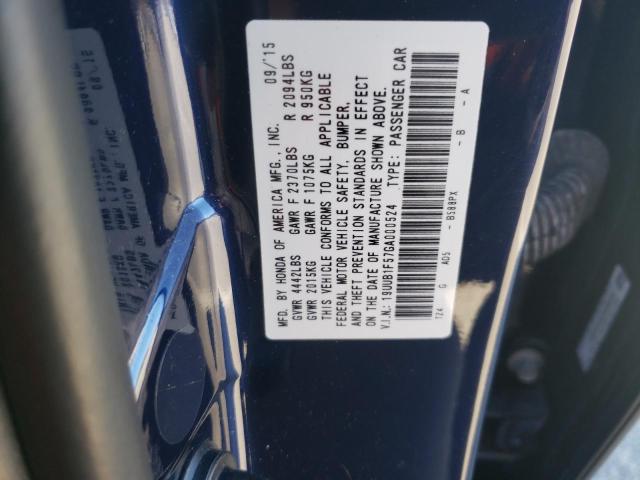 MFD. BY HONDA OF AMERICA MFG., INC. 09/'15
GVWR 4442LBS GAWR F 2370LBS R 2094LBS
GVWR 2015KG GAWR F 1075KG R 950KG
THIS VEHICLE CONFORMS TO ALL APPLICABLE
FEDERAL MOTOR VEHICLE SAFETY, BUMPER,
AND THEFT PREVENTION STANDARDS IN EFFECT
ON THE DATE OF MANUFACTURE SHOWN ABOVE.
V.I.N.: 19UUB1F57GA000524 TYPE: PASSENGER CAR
TZ4 G AD5 - B588PX - B - A